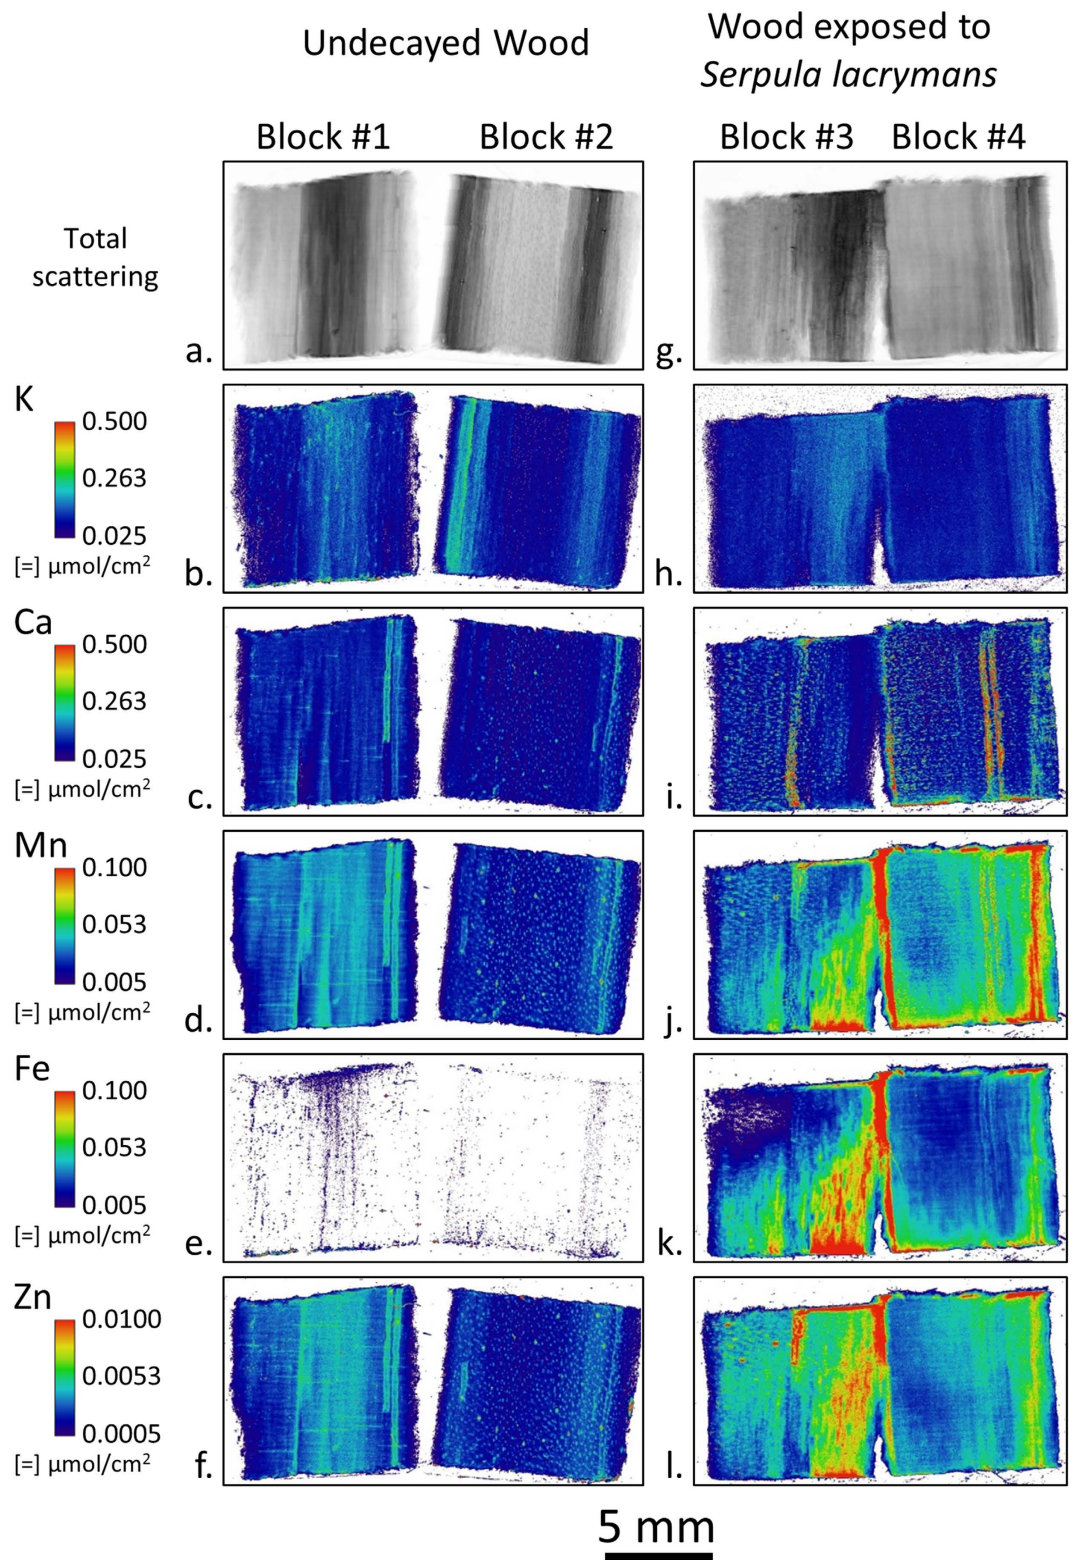 Undecayed Wood
Wood exposed to
Serpula lacrymans
Block #1
Block #2
Block #3
Block #4
Total
scattering
a.
g.
K
0.500
0.263
0.025
[=] µmol/cm²
b.
h.
Ca
0.500
0.263
0.025
[=] µmol/cm²
c.
i.
Mn
0.100
0.053
0.005
[=] µmol/cm²
d.
j.
Fe
0.100
0.053
0.005
[=] µmol/cm²
e.
k.
Zn
0.0100
0.0053
0.0005
[=] µmol/cm²
f.
l.
5 mm